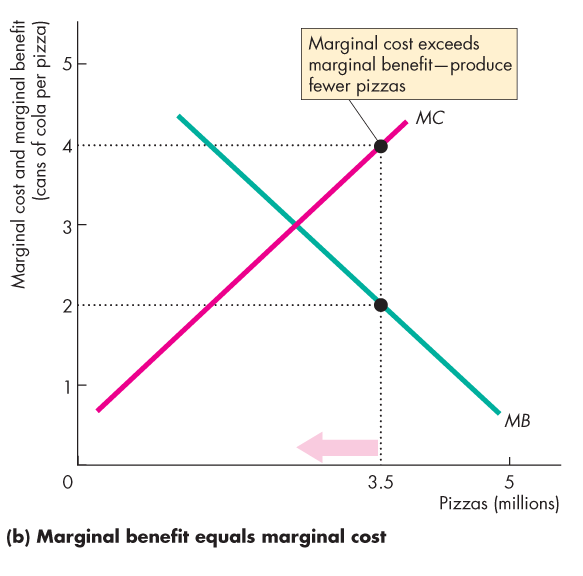 Marginal cost and marginal benefit
(cans of cola per pizza)
Marginal cost exceeds
marginal benefit—produce
fewer pizzas
5
MC
4
3
2
1
MB
0
3.5
5
Pizzas (millions)
(b) Marginal benefit equals marginal cost